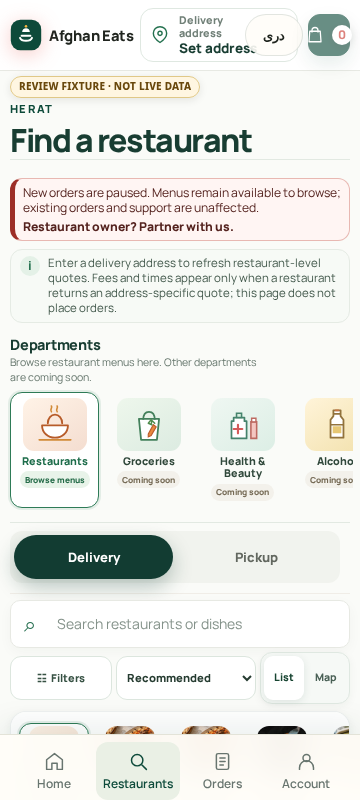 Afghan Eats
Delivery
address
Set address
دری
0
REVIEW FIXTURE · NOT LIVE DATA
HERAT
Find a restaurant
New orders are paused. Menus remain available to browse;
existing orders and support are unaffected.
Restaurant owner? Partner with us.
i
Enter a delivery address to refresh restaurant-level
quotes. Fees and times appear only when a restaurant
returns an address-specific quote; this page does not
place orders.
Departments
Browse restaurant menus here. Other departments
are coming soon.
Restaurants
Browse menus
Groceries
Coming soon
Health &
Beauty
Coming soon
Alcoho
Coming so
Delivery
Pickup
Search restaurants or dishes
Filters
Recommended
List
Map
Home
Restaurants
Orders
Account